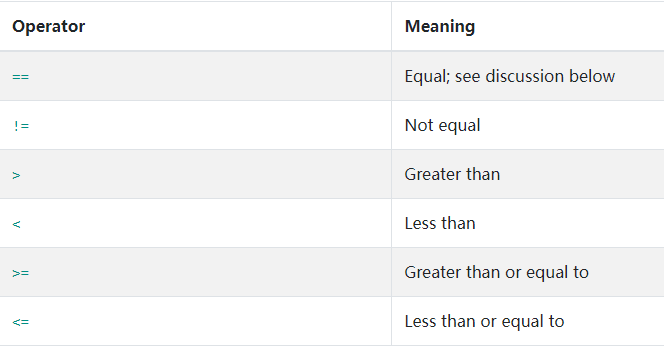 Operator Meaning
== Equal; see discussion below
!= Not equal
> Greater than
< Less than
>= Greater than or equal to
<= Less than or equal to